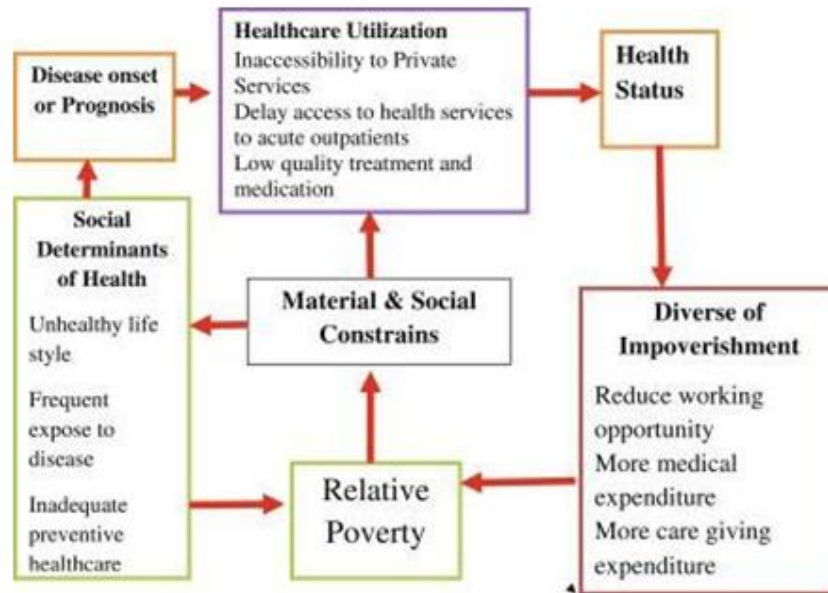 Disease onset
or Prognosis
Healthcare Utilization
Inaccessibility to Private
Services
Delay access to health services
to acute outpatients
Low quality treatment and
medication
Health
Status
Social
Determinants
of Health
Unhealthy life
style
Frequent
expose to
disease
Inadequate
preventive
healthcare
Material & Social
Constrains
Relative
Poverty
Diverse of
Impoverishment
Reduce working
opportunity
More medical
expenditure
More care giving
expenditure